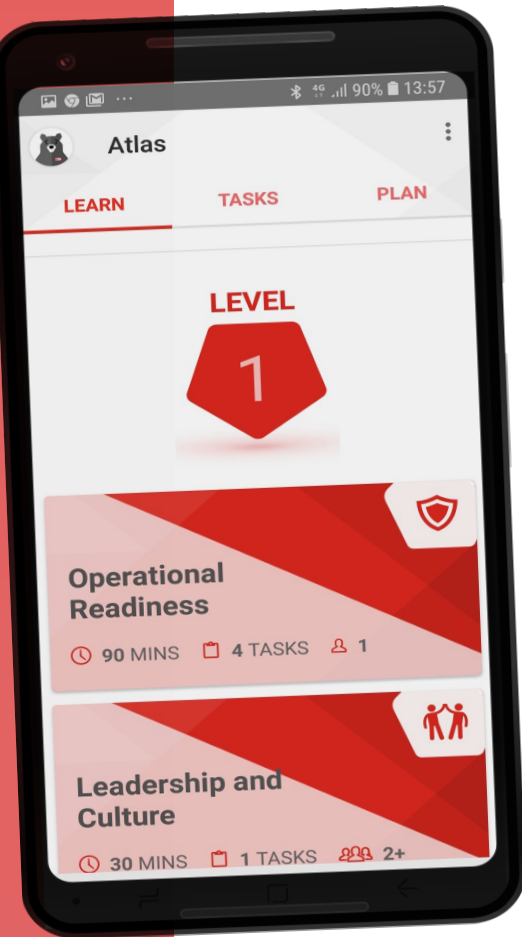 4G 90% 13:57
Atlas
LEARN TASKS PLAN
LEVEL
1
Operational
Readiness
90 MINS 4 TASKS 1
Leadership and
Culture
30 MINS 1 TASKS 2+